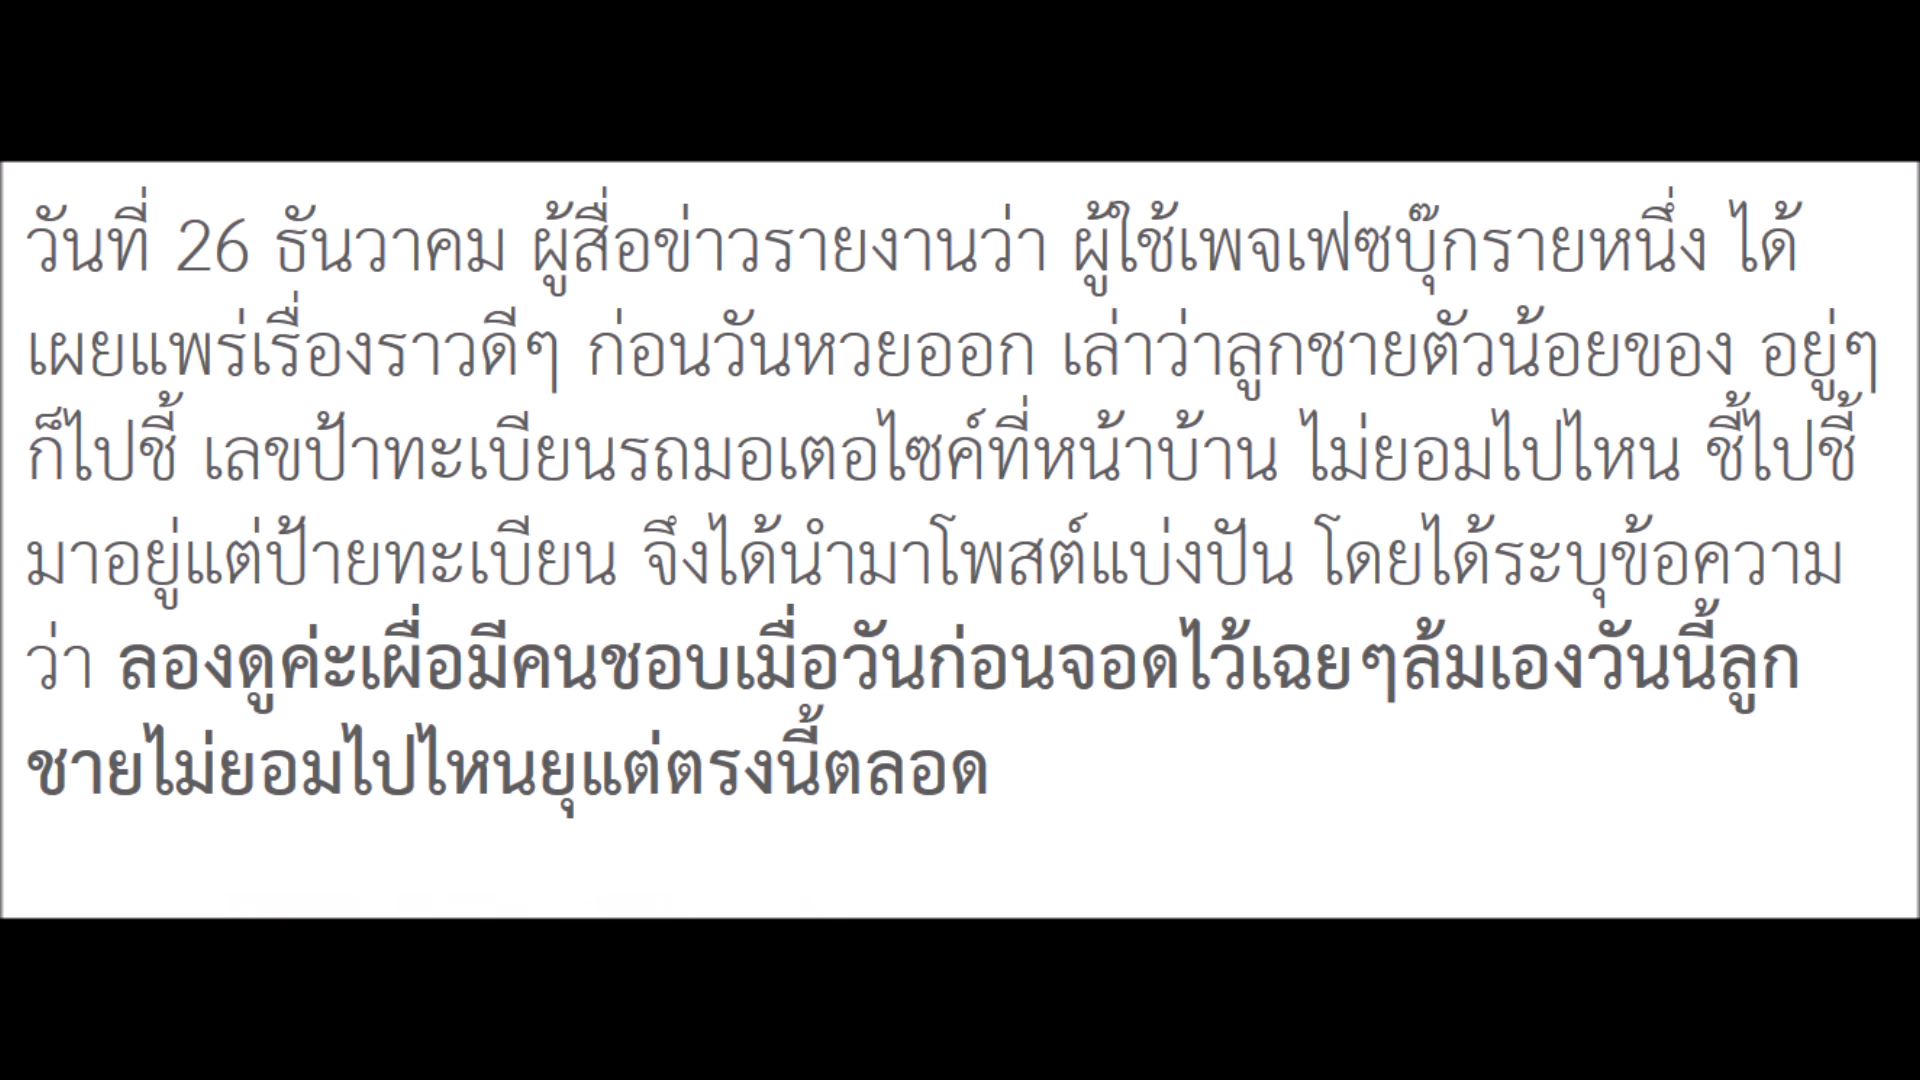 วันที่ 26 ธันวาคม ผู้สื่อข่าวรายงานว่า ผู้ใช้เพจเฟซบุ๊กรายหนึ่ง ได้
เผยแพร่เรื่องราวดีๆ ก่อนวันหวยออก เล่าว่าลูกชายตัวน้อยของ อยู่ๆ
ก็ไปชี้ เลขป้าทะเบียนรถมอเตอไซค์ที่หน้าบ้าน ไม่ยอมไปไหน ชี้ไปชี้
มาอยู่แต่ป้ายทะเบียน จึงได้นำมาโพสต์แบ่งปัน โดยได้ระบุข้อความ
ว่า ลองดูค่ะเผื่อมีคนชอบเมื่อวันก่อนจอดไว้เฉยๆล้มเองวันนี้ลูก
ชายไม่ยอมไปไหนยุแต่ตรงนี้ตลอด